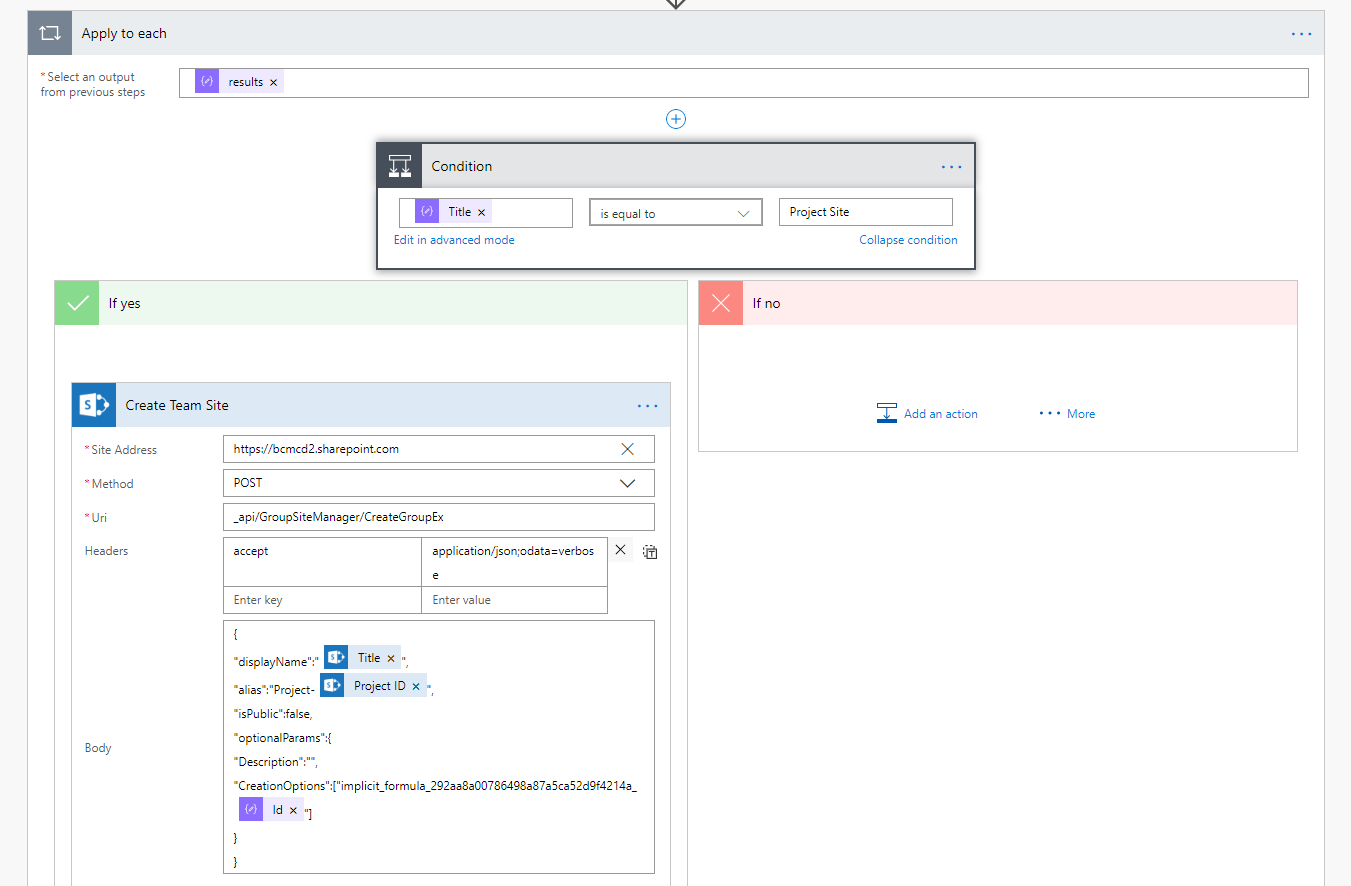 Apply to each
*Select an output
from previous steps
results ×
Condition
Title ×
is equal to
Project Site
Edit in advanced mode
Collapse condition
If yes
If no
Add an action
More
Create Team Site
*Site Address
https://bcmcd2.sharepoint.com
*Method
POST
*Uri
_api/GroupSiteManager/CreateGroupEx
Headers
accept
application/json;odata=verbos
e
Enter key
Enter value
Body
{
"displayName":" Title × ",
"alias":"Project- Project ID × ",
"isPublic":false,
"optionalParams":{
"Description":"",
"CreationOptions":["implicit_formula_292aa8a00786498a87a5ca52d9f4214a_
Id × "]
}
}